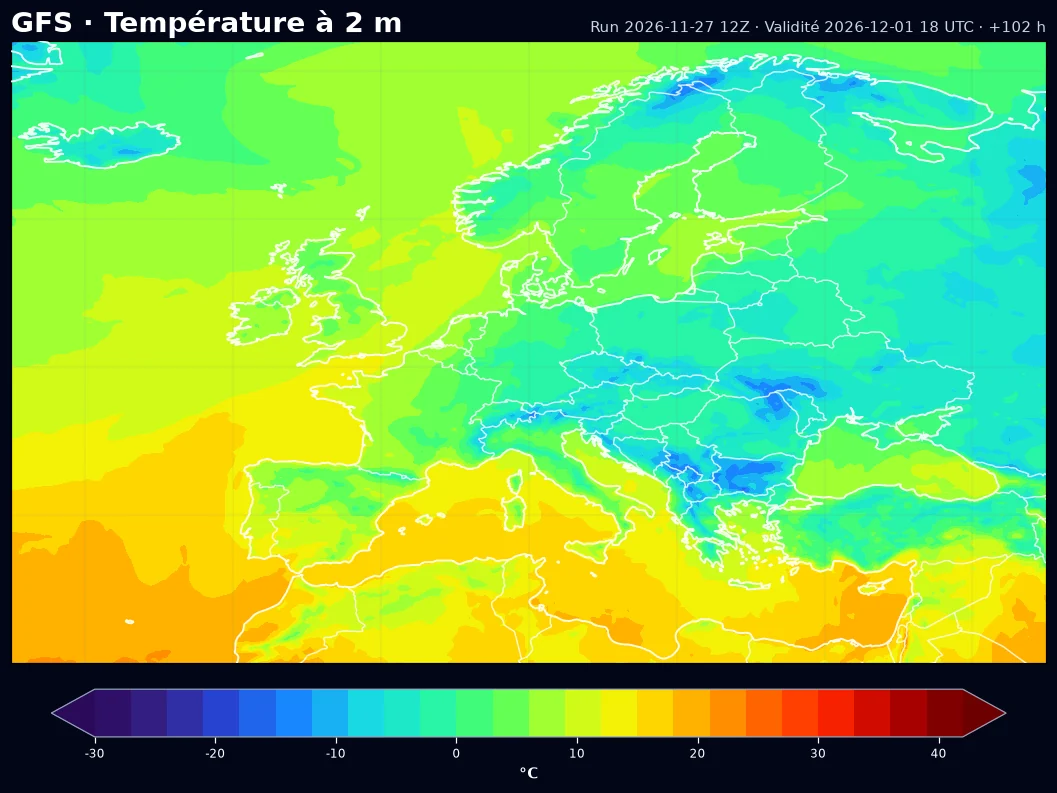 GFS · Température à 2 m
Run 2026-11-27 12Z · Validité 2026-12-01 18 UTC · +102 h
-30 -20 -10 0 10 20 30 40
°C